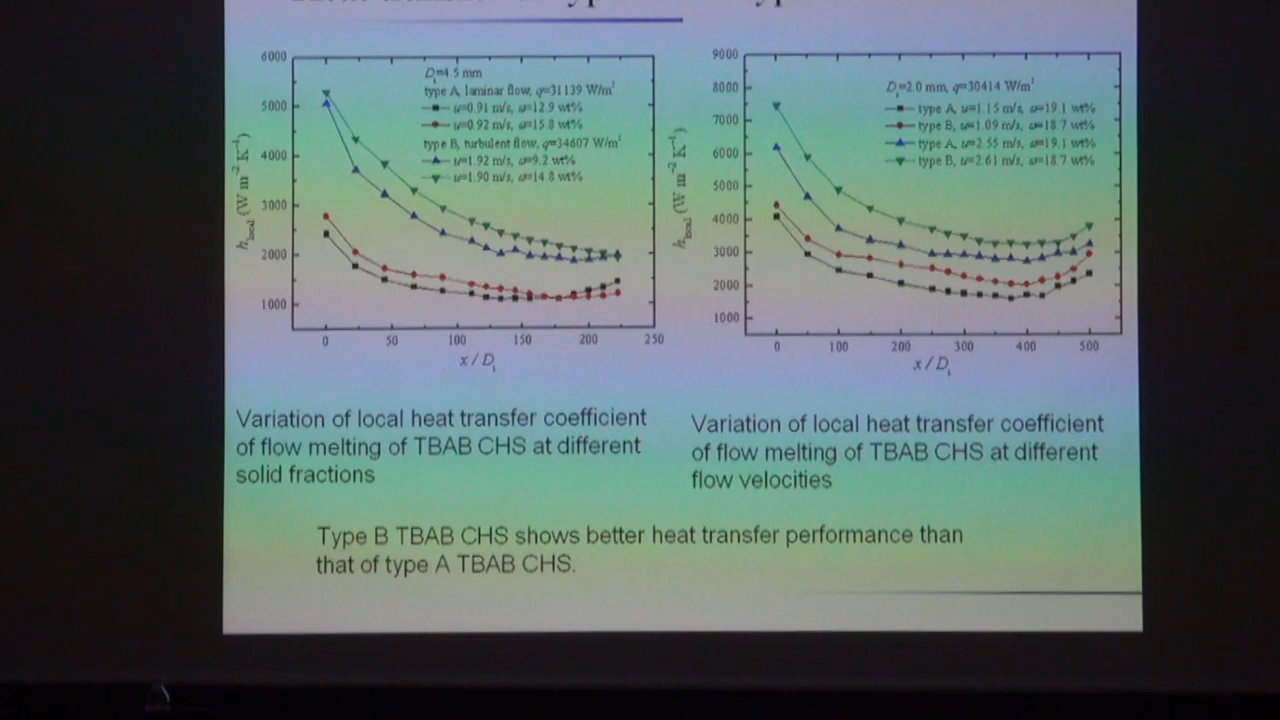 6000
5000
4000
3000
2000
1000
0
50
100
150
200
250
x / Di
hlocal (W m⁻² K⁻¹)
Di=4.5 mm
type A, laminar flow, q=31139 W/m²
u=0.91 m/s, ω=12.9 wt%
u=0.92 m/s, ω=15.8 wt%
type B, turbulent flow, q=34607 W/m²
u=1.92 m/s, ω=9.2 wt%
u=1.90 m/s, ω=14.8 wt%
9000
8000
7000
6000
5000
4000
3000
2000
1000
0
100
200
300
400
500
x / Di
hlocal (W m⁻² K⁻¹)
Di=2.0 mm, q=30414 W/m²
type A, u=1.15 m/s, ω=19.1 wt%
type B, u=1.09 m/s, ω=18.7 wt%
type A, u=2.55 m/s, ω=19.1 wt%
type B, u=2.61 m/s, ω=18.7 wt%
Variation of local heat transfer coefficient
of flow melting of TBAB CHS at different
solid fractions
Variation of local heat transfer coefficient
of flow melting of TBAB CHS at different
flow velocities
Type B TBAB CHS shows better heat transfer performance than
that of type A TBAB CHS.